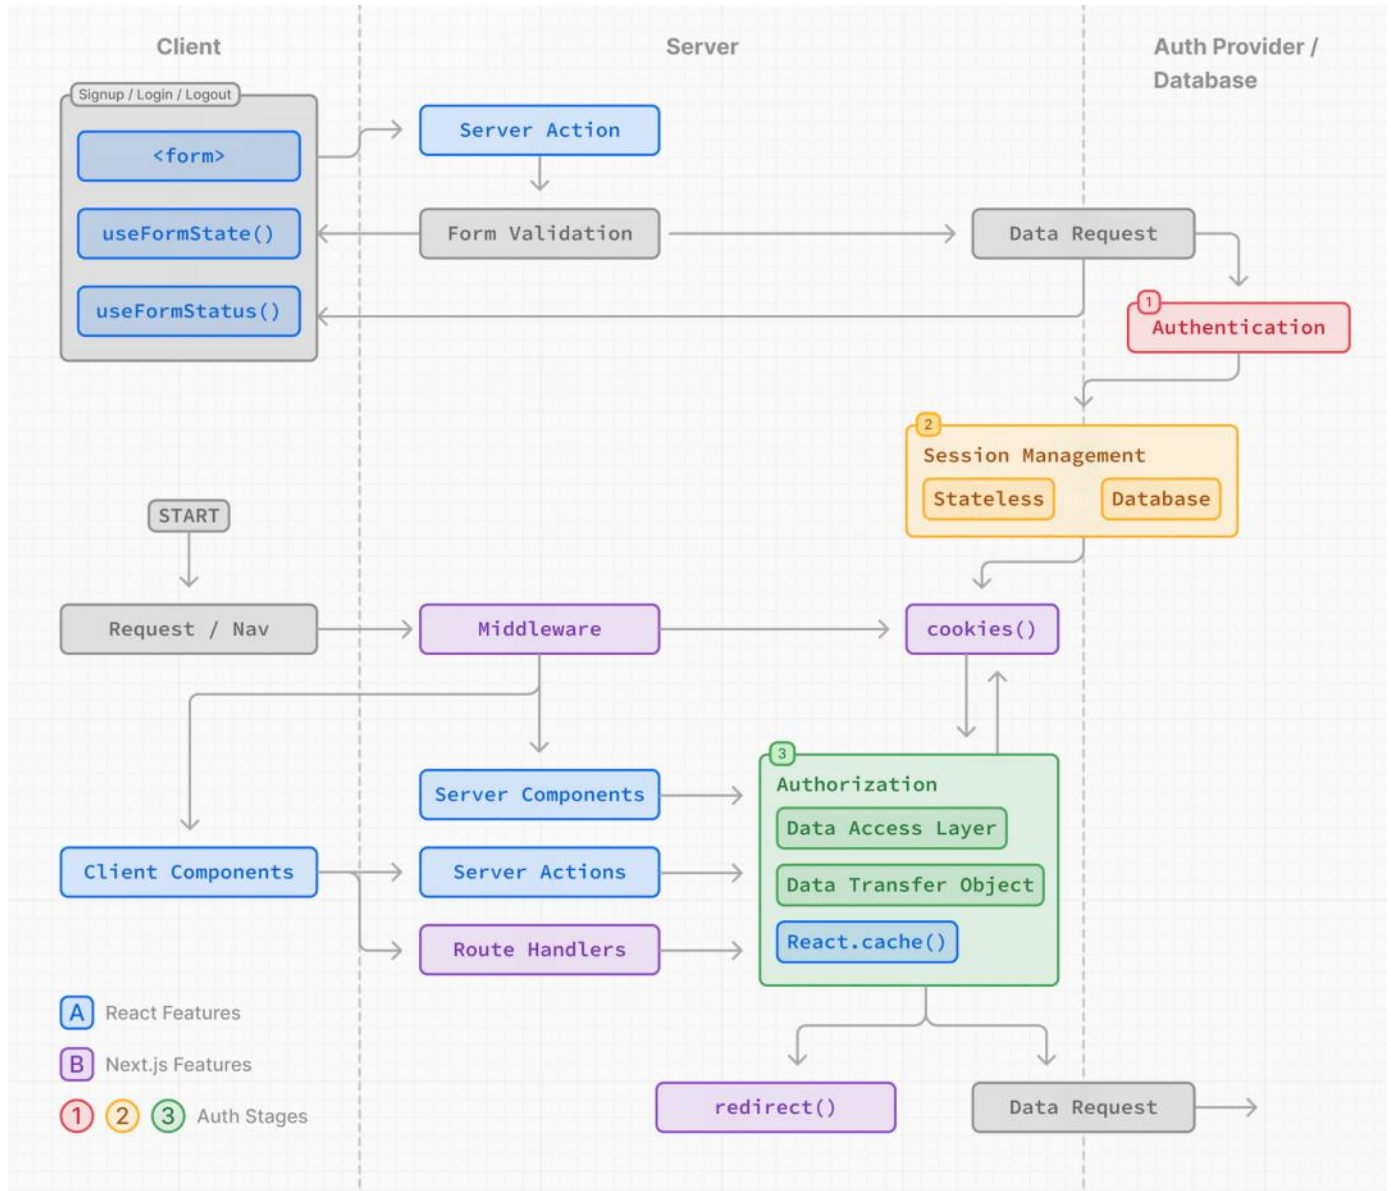 Client
Server
Auth Provider /
Database
Signup / Login / Logout
<form>
useFormState()
useFormStatus()
Server Action
Form Validation
Data Request
1
Authentication
2
Session Management
Stateless
Database
START
Request / Nav
Middleware
cookies()
Server Components
Client Components
Server Actions
Route Handlers
3
Authorization
Data Access Layer
Data Transfer Object
React.cache()
redirect()
Data Request
A React Features
B Next.js Features
1 2 3 Auth Stages